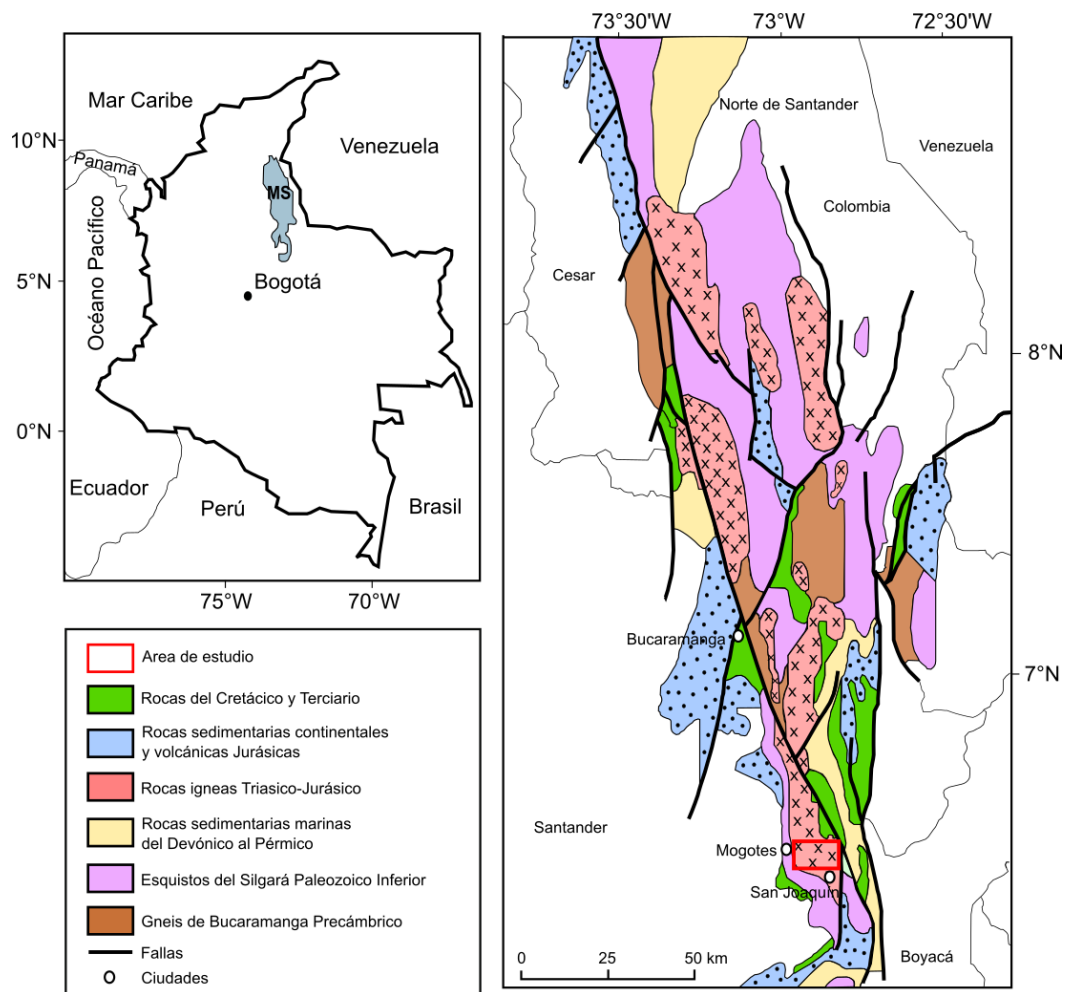 Mar Caribe
10°N
Panamá
Venezuela
MS
Océano Pacífico
5°N
Bogotá
0°N
Ecuador
Perú
Brasil
75°W
70°W
Area de estudio
Rocas del Cretácico y Terciario
Rocas sedimentarias continentales
y volcánicas Jurásicas
Rocas igneas Triasico-Jurásico
Rocas sedimentarias marinas
del Devónico al Pérmico
Esquistos del Silgará Paleozoico Inferior
Gneis de Bucaramanga Precámbrico
Fallas
Ciudades
73°30'W
73°W
72°30'W
Norte de Santander
Venezuela
Colombia
Cesar
8°N
Bucaramanga
7°N
Santander
Mogotes
San Joaquín
Boyacá
0
25
50 km